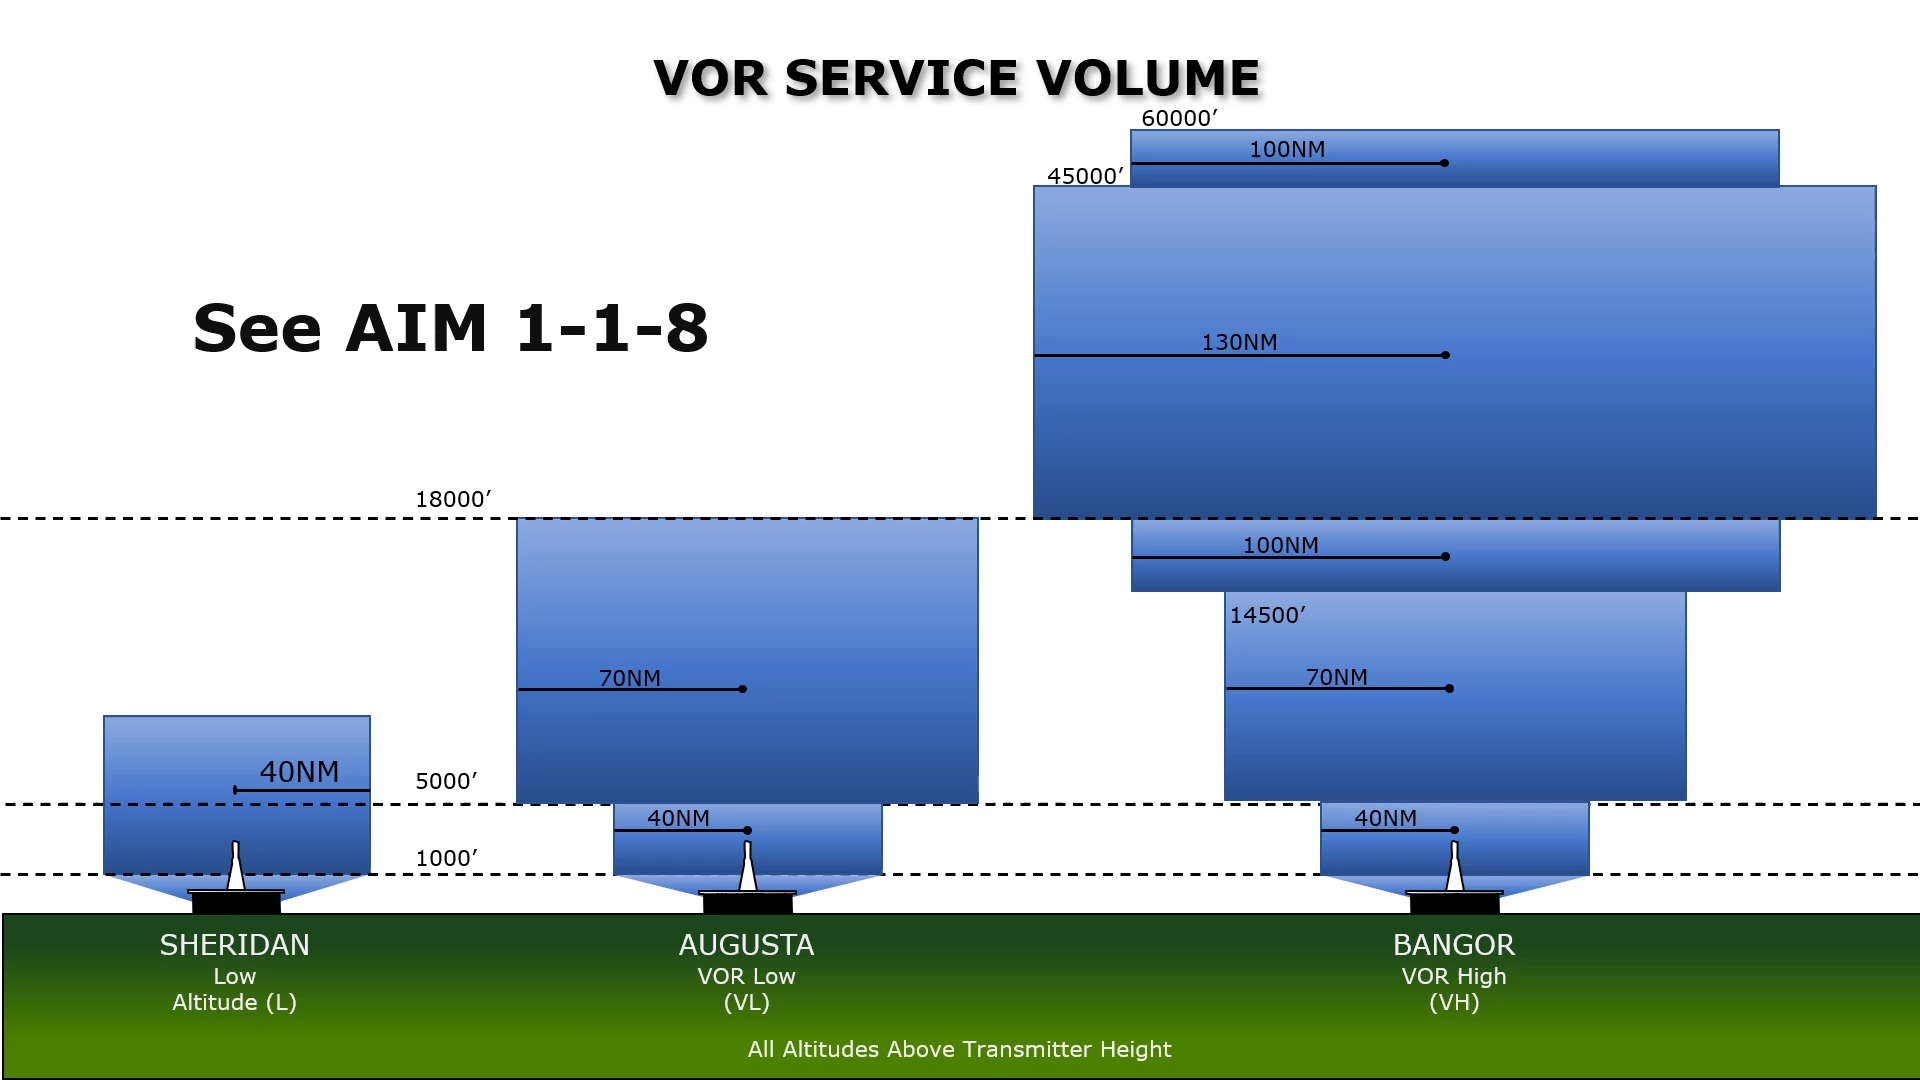 VOR SERVICE VOLUME
60000’
100NM
45000’
See AIM 1-1-8
130NM
18000’
100NM
14500’
70NM
70NM
40NM
5000’
40NM
40NM
1000’
SHERIDAN
Low
Altitude (L)
AUGUSTA
VOR Low
(VL)
BANGOR
VOR High
(VH)
All Altitudes Above Transmitter Height